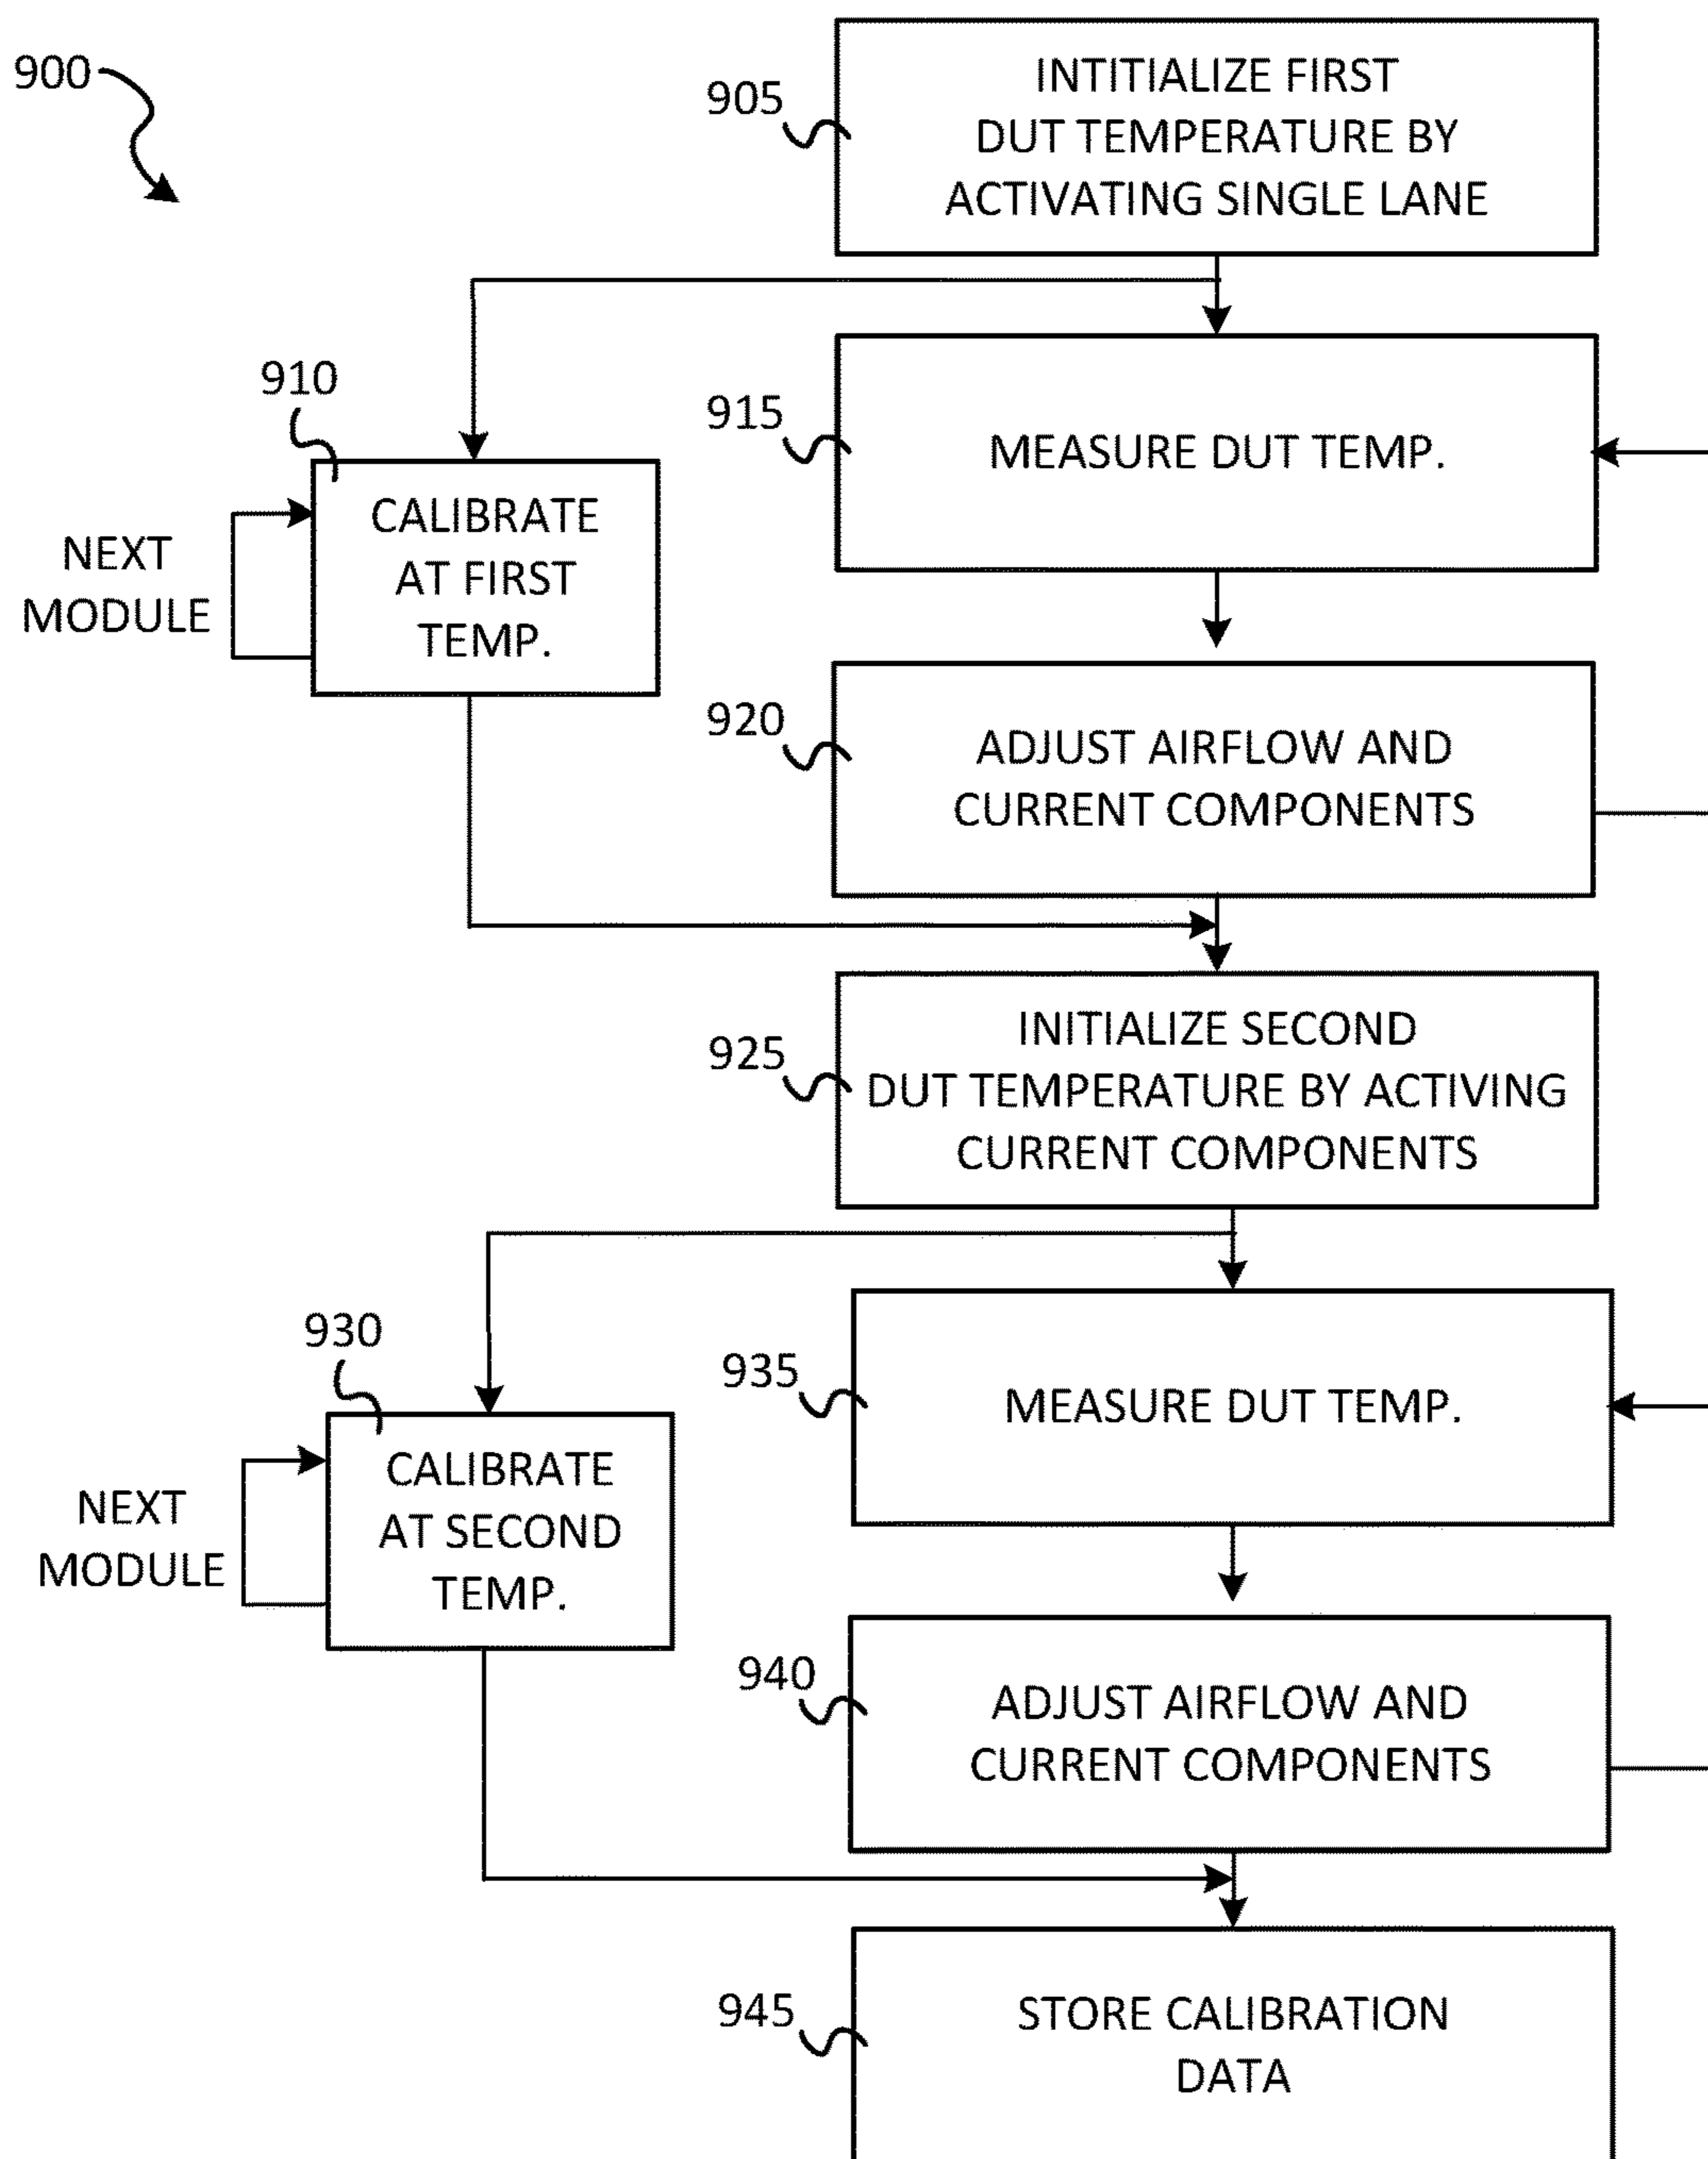 900
905
INTITIALIZE FIRST
DUT TEMPERATURE BY
ACTIVATING SINGLE LANE
910
CALIBRATE
AT FIRST
TEMP.
NEXT
MODULE
915
MEASURE DUT TEMP.
920
ADJUST AIRFLOW AND
CURRENT COMPONENTS
925
INITIALIZE SECOND
DUT TEMPERATURE BY ACTIVING
CURRENT COMPONENTS
930
CALIBRATE
AT SECOND
TEMP.
NEXT
MODULE
935
MEASURE DUT TEMP.
940
ADJUST AIRFLOW AND
CURRENT COMPONENTS
945
STORE CALIBRATION
DATA